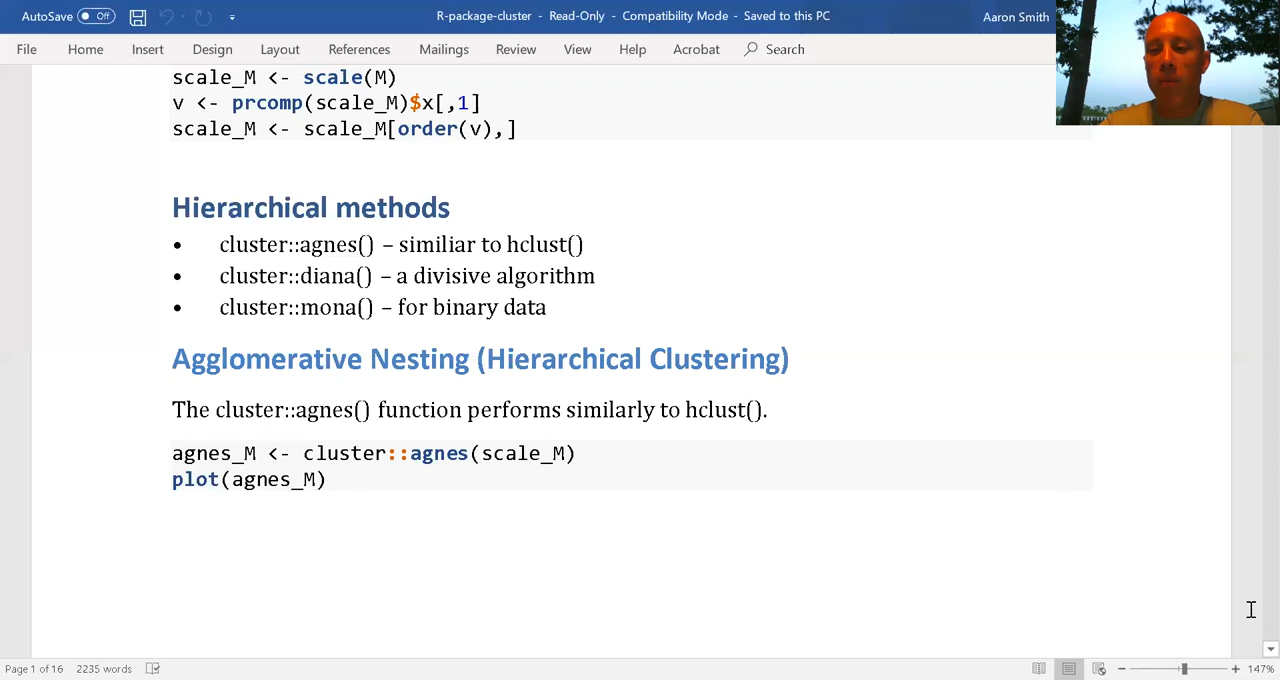 AutoSave Off R-package-cluster - Read-Only - Compatibility Mode - Saved to this PC Aaron Smith
File Home Insert Design Layout References Mailings Review View Help Acrobat Search
scale_M <- scale(M)
v <- prcomp(scale_M)$x[,1]
scale_M <- scale_M[order(v),]
Hierarchical methods
• cluster::agnes() – similiar to hclust()
• cluster::diana() – a divisive algorithm
• cluster::mona() – for binary data
Agglomerative Nesting (Hierarchical Clustering)
The cluster::agnes() function performs similarly to hclust().
agnes_M <- cluster::agnes(scale_M)
plot(agnes_M)
Page 1 of 16 2235 words 147%